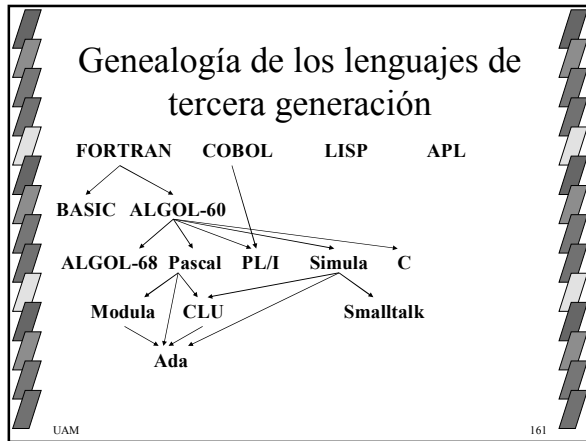 Genealogía de los lenguajes de
tercera generación
FORTRAN COBOL LISP APL
BASIC ALGOL-60
ALGOL-68 Pascal PL/I Simula C
Modula CLU Smalltalk
Ada
UAM 161